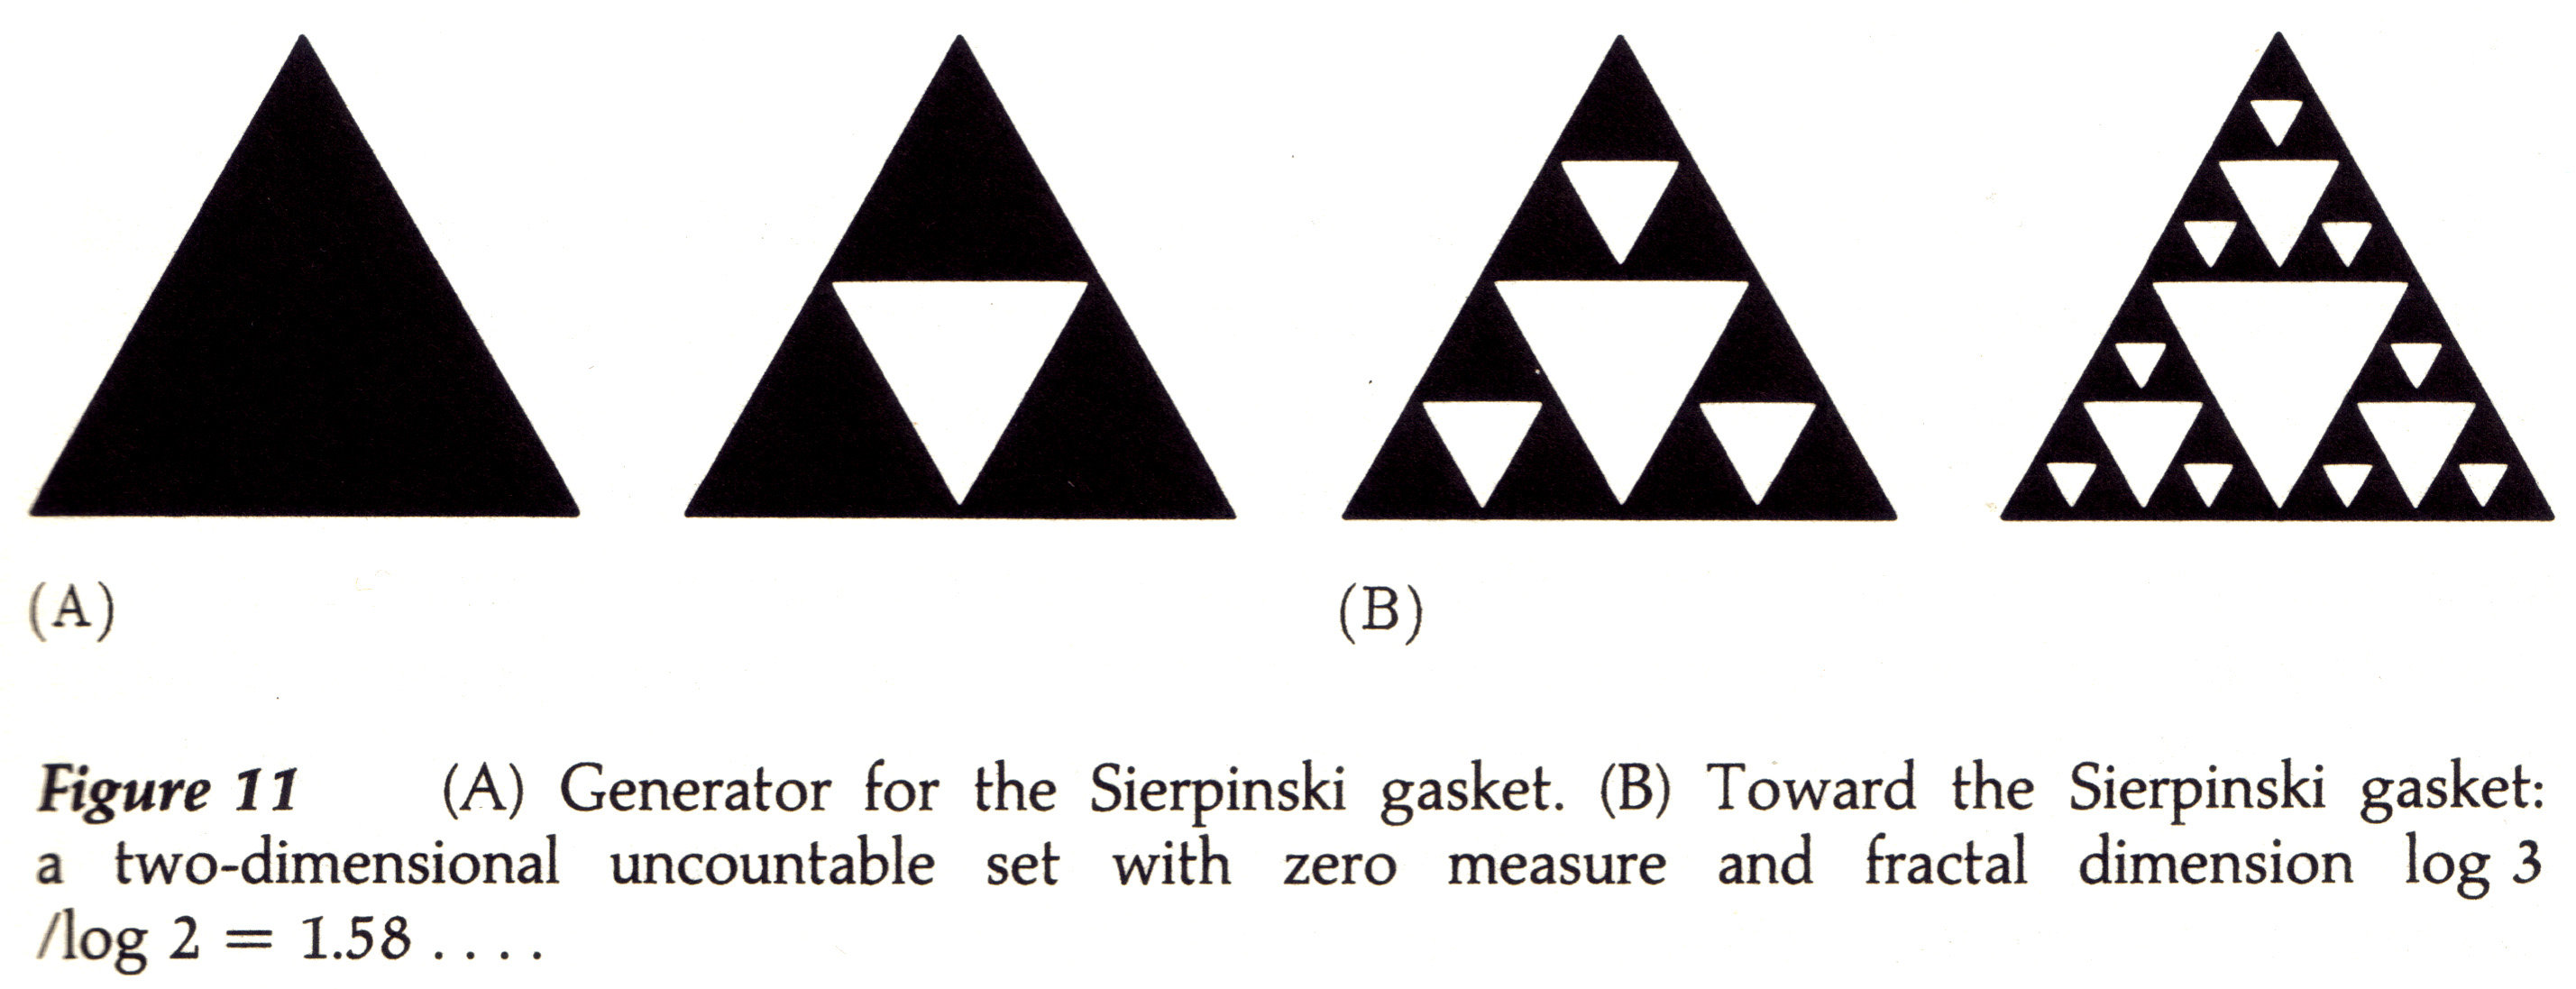 (A)
(B)
Figure 11 (A) Generator for the Sierpinski gasket. (B) Toward the Sierpinski gasket:
a two-dimensional uncountable set with zero measure and fractal dimension log 3
/log 2 = 1.58 . . . .